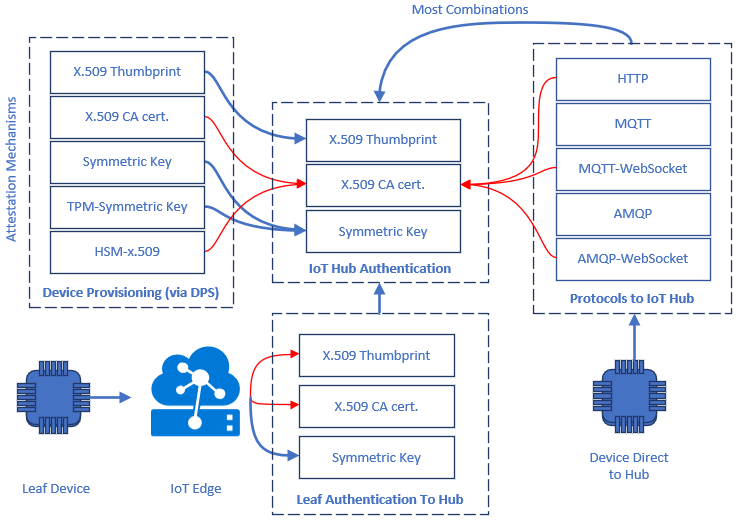 Most Combinations
Attestation Mechanisms
X.509 Thumbprint
X.509 CA cert.
Symmetric Key
TPM-Symmetric Key
HSM-x.509
Device Provisioning (via DPS)
X.509 Thumbprint
X.509 CA cert.
Symmetric Key
IoT Hub Authentication
HTTP
MQTT
MQTT-WebSocket
AMQP
AMQP-WebSocket
Protocols to IoT Hub
X.509 Thumbprint
X.509 CA cert.
Symmetric Key
Leaf Authentication To Hub
Leaf Device
IoT Edge
Device Direct
to Hub